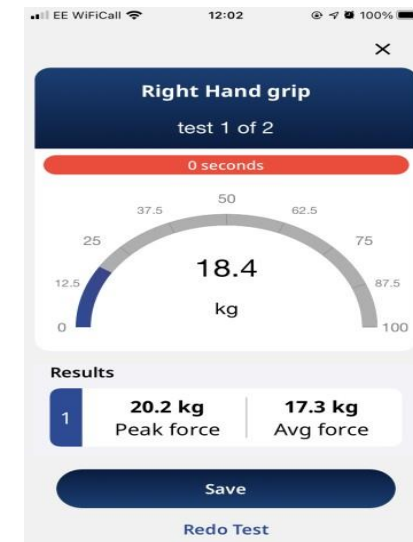 EE WiFiCall 12:02 100%
Right Hand grip
test 1 of 2
0 seconds
50
37.5 62.5
25 75
18.4
12.5 87.5
kg
0 100
Results
1 20.2 kg 17.3 kg
Peak force Avg force
Save
Redo Test